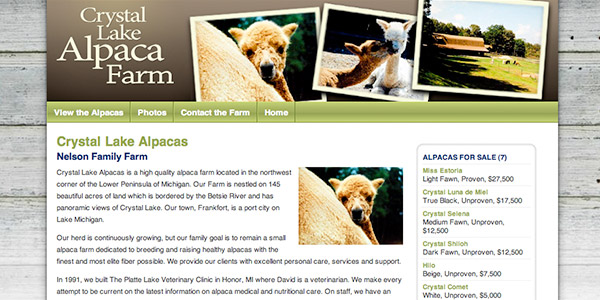 Crystal
Lake
Alpaca
Farm
View the Alpacas
Photos
Contact the Farm
Home
Crystal Lake Alpacas
Nelson Family Farm
Crystal Lake Alpacas is a high quality alpaca farm located in the northwest
corner of the Lower Peninsula of Michigan. Our Farm is nestled on 145
beautiful acres of land which is bordered by the Betsie River and has
panoramic views of Crystal Lake. Our town, Frankfort, is a port city on
Lake Michigan.
Our herd is continuously growing, but our family goal is to remain a small
alpaca farm dedicated to breeding and raising healthy alpacas with the
finest and most elite fiber possible. We provide our clients with excellent personal care, services and support.
In 1991, we built The Platte Lake Veterinary Clinic in Honor, MI where David is a veterinarian. We make every
attempt to be current on the latest information on alpaca medical and nutritional care. On staff, we have an
ALPACAS FOR SALE (7)
Miss Estoria
Light Fawn, Proven, $27,500
Crystal Luna de Miel
True Black, Unproven, $17,500
Crystal Selena
Medium Fawn, Unproven,
$12,500
Crystal Shiloh
Dark Fawn, Unproven, $12,500
Hilo
Beige, Unproven, $7,500
Crystal Comet
White, Unproven, $5,000